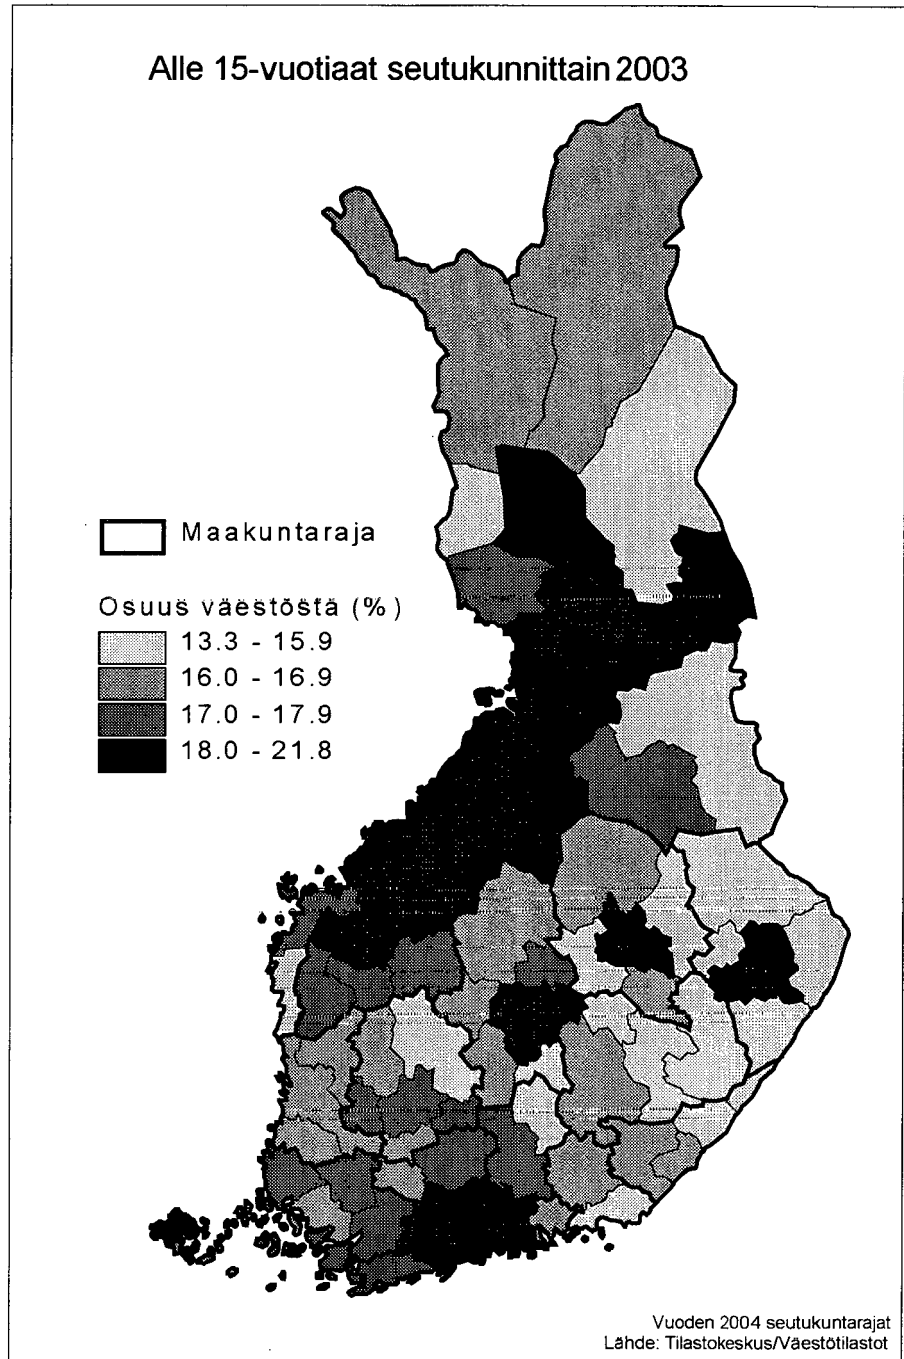 Alle 15-vuotiaat seutukunnittain 2003
Maakuntaraja
Osuus väestöstä (%)
13.3 - 15.9
16.0 - 16.9
17.0 - 17.9
18.0 - 21.8
Vuoden 2004 seutukuntarajat
Lähde: Tilastokeskus/Väestötilastot